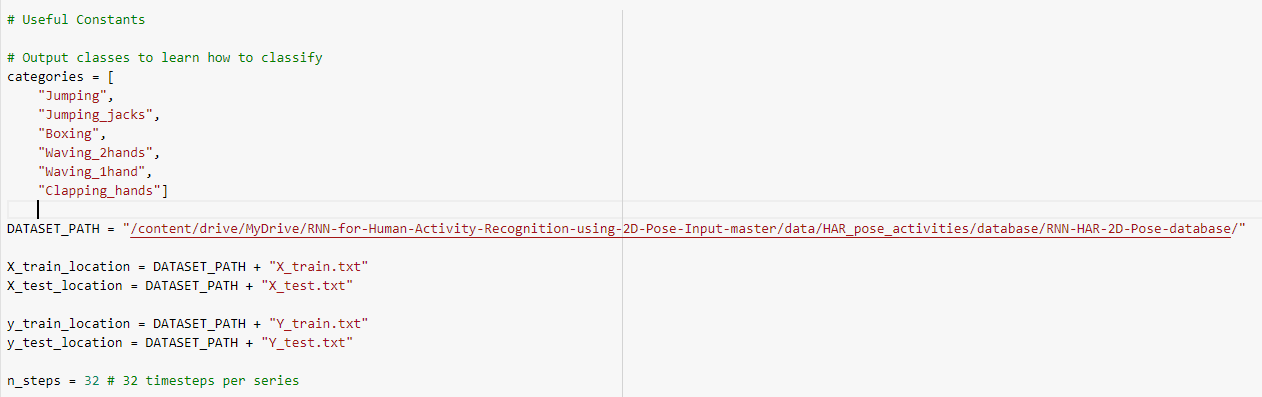 # Useful Constants
# Output classes to learn how to classify
categories = [
    "Jumping",
    "Jumping_jacks",
    "Boxing",
    "Waving_2hands",
    "Waving_1hand",
    "Clapping_hands"]
DATASET_PATH = "/content/drive/MyDrive/RNN-for-Human-Activity-Recognition-using-2D-Pose-Input-master/data/HAR_pose_activities/database/RNN-HAR-2D-Pose-database/"
X_train_location = DATASET_PATH + "X_train.txt"
X_test_location = DATASET_PATH + "X_test.txt"
y_train_location = DATASET_PATH + "Y_train.txt"
y_test_location = DATASET_PATH + "Y_test.txt"
n_steps = 32 # 32 timesteps per series